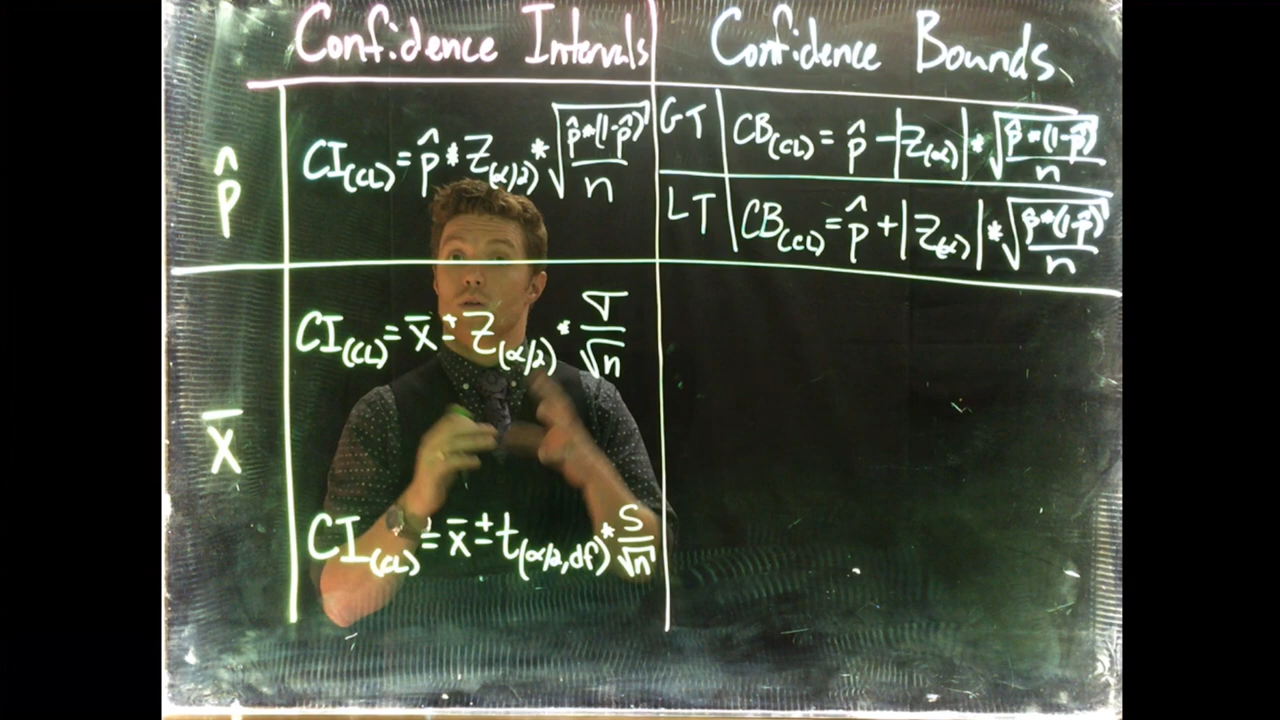 Confidence Intervals Confidence Bounds
p̂ CI(CL) = p̂ * Z(α/2) * √(p̂*(1-p̂)/n)
GT CB(CL) = p̂ - |Z(α)| * √(p̂*(1-p̂)/n)
LT CB(CL) = p̂ + |Z(α)| * √(p̂*(1-p̂)/n)
x̄
CI(CL) = x̄ ± Z(α/2) * σ/√n
CI(CL) = x̄ ± t(α/2, df) * S/√n